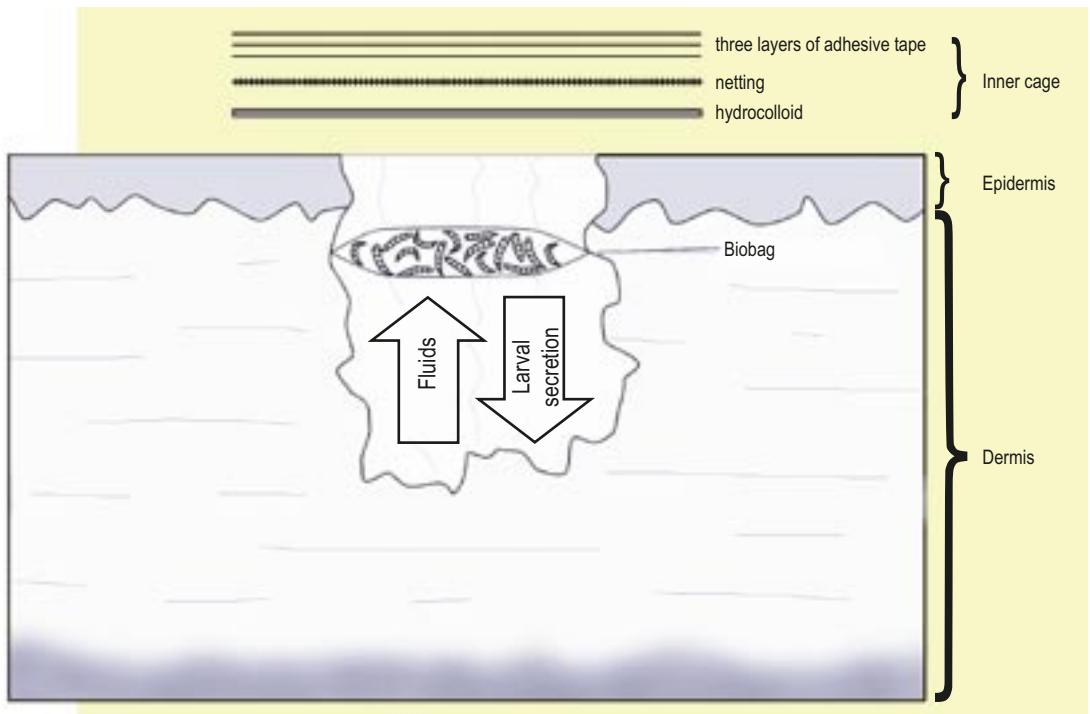 three layers of adhesive tape
netting
Inner cage
hydrocolloid
Epidermis
Biobag
Fluids
Larval
secretion
Dermis